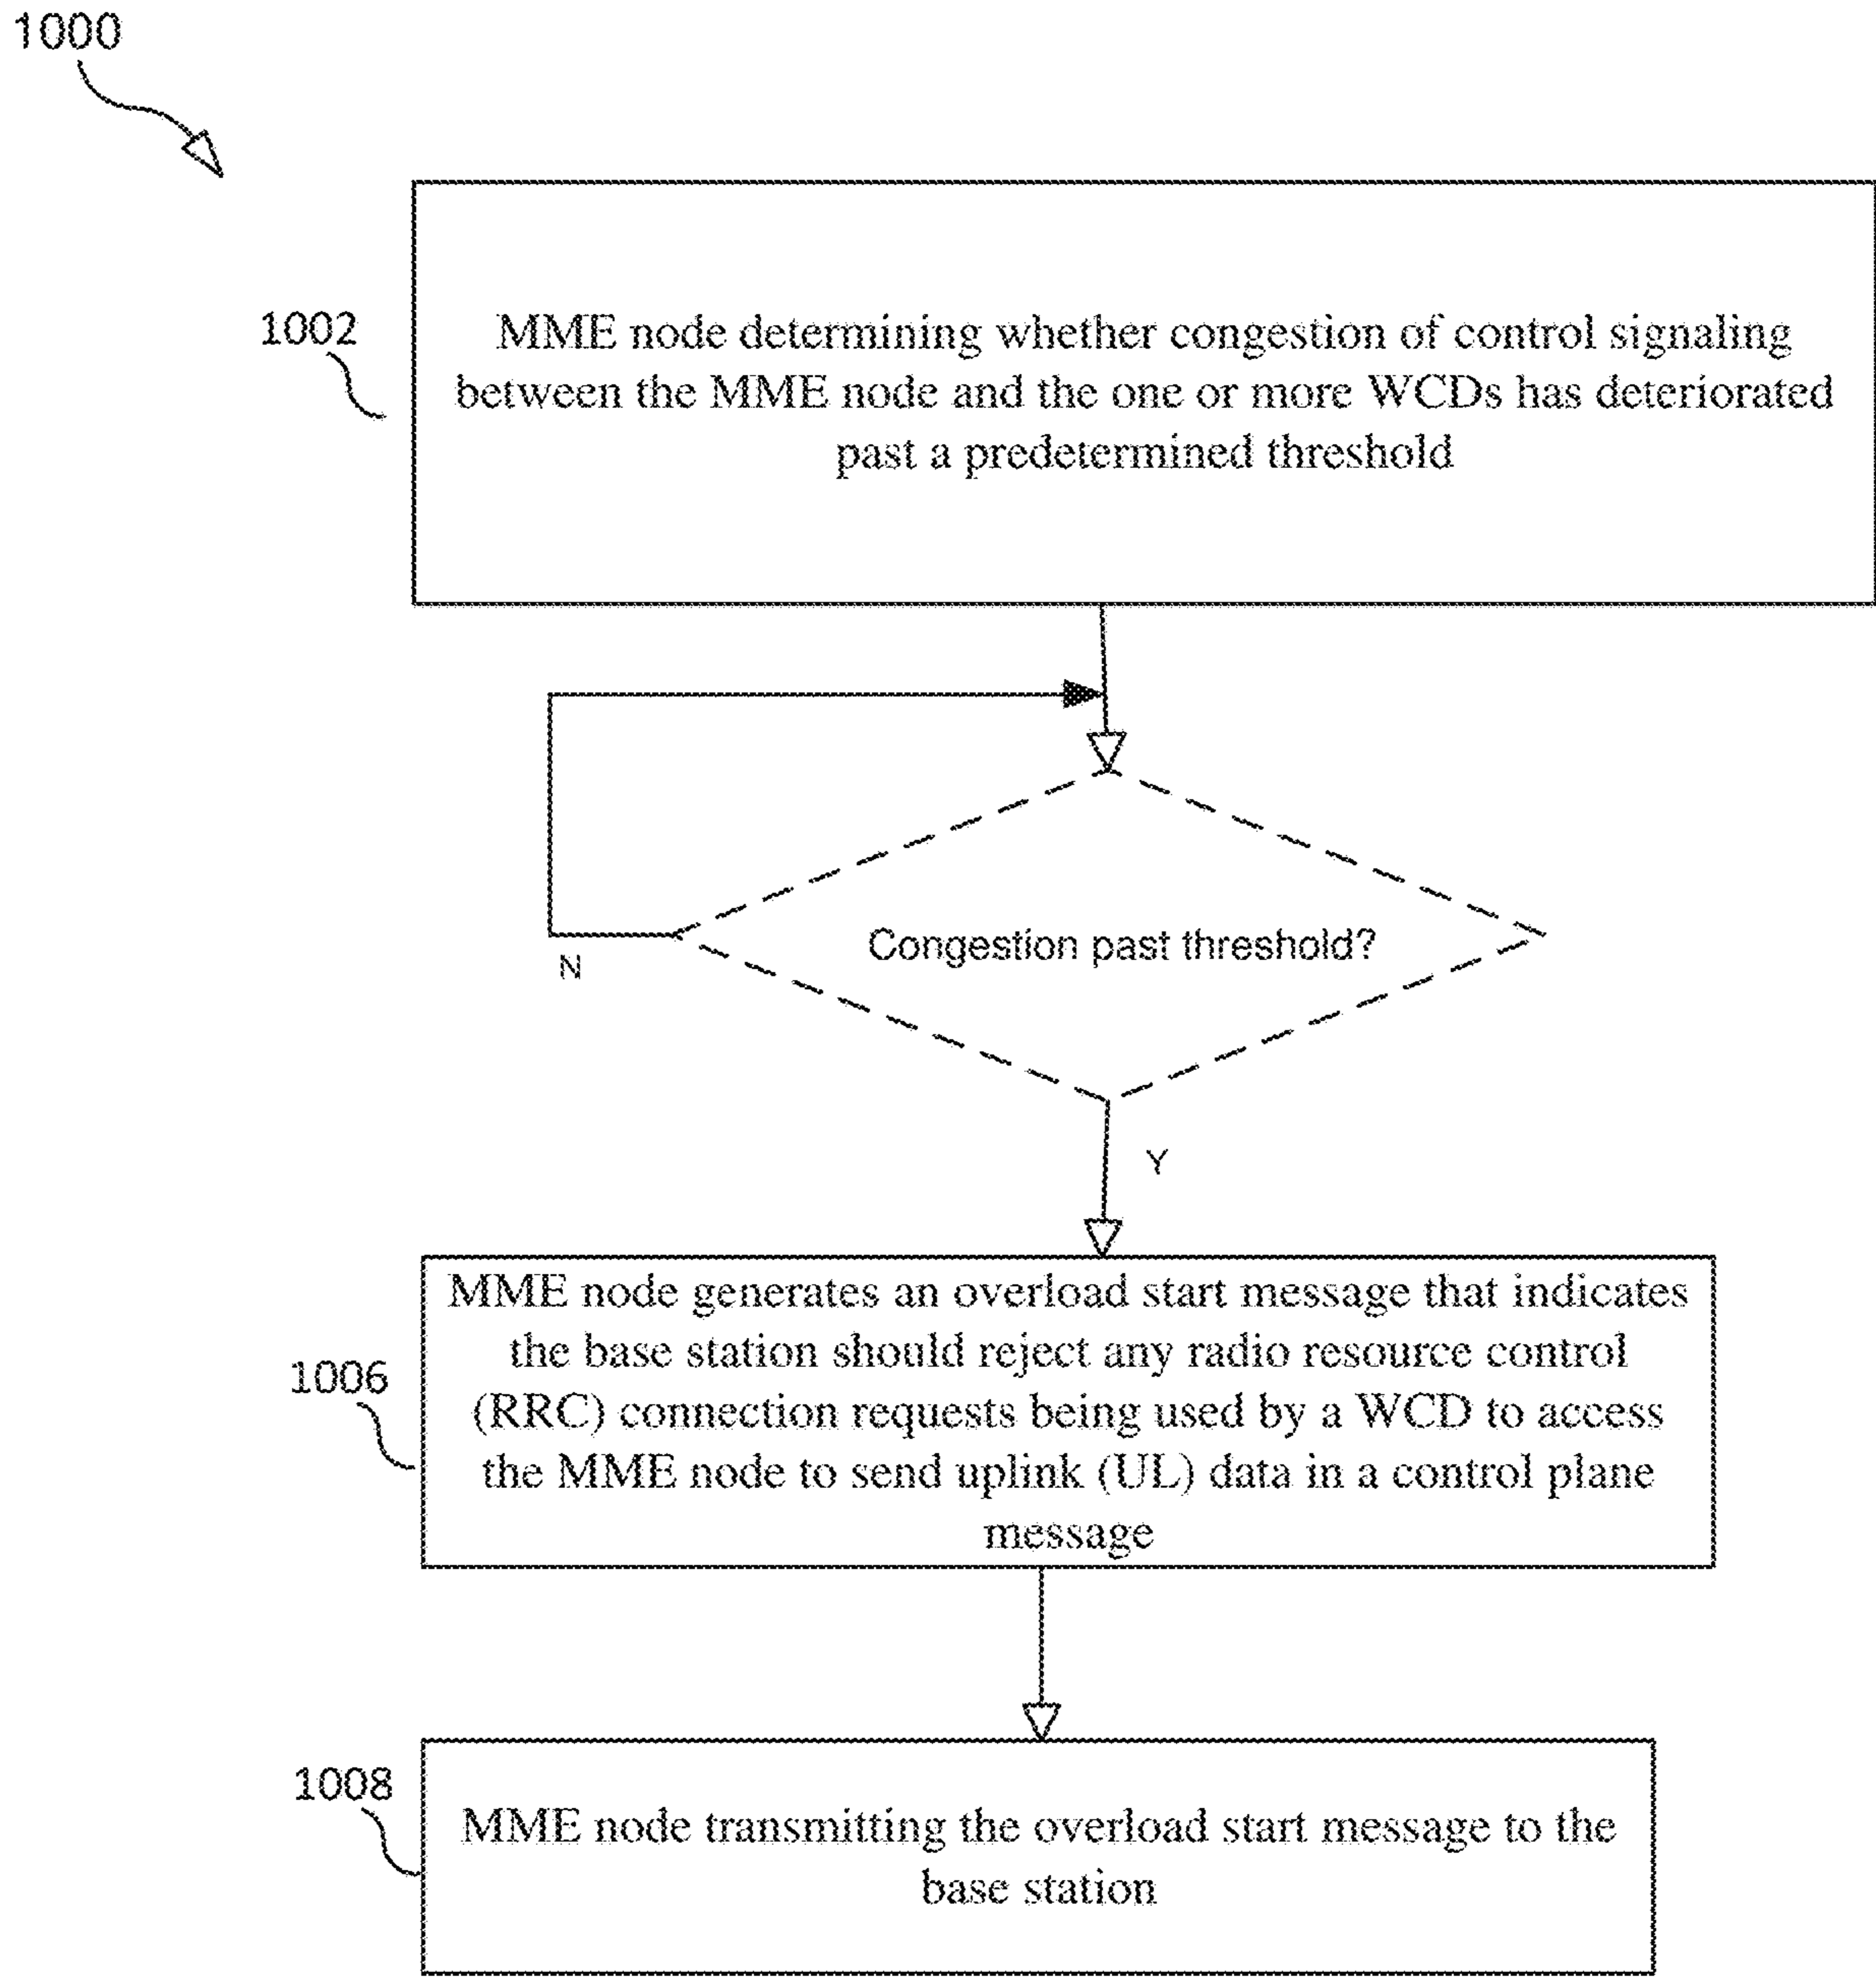 1000
1002
MME node determining whether congestion of control signaling
between the MME node and the one or more WCDs has deteriorated
past a predetermined threshold
Congestion past threshold?
N
Y
1006
MME node generates an overload start message that indicates
the base station should reject any radio resource control
(RRC) connection requests being used by a WCD to access
the MME node to send uplink (UL) data in a control plane
message
1008
MME node transmitting the overload start message to the
base station